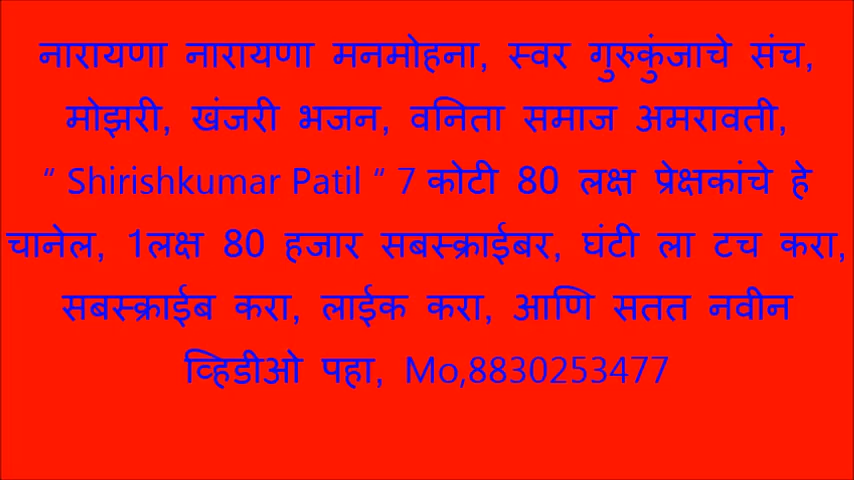 नारायणा नारायणा मनमोहना, स्वर गुरुकुंजाचे संच,
मोझरी, खंजरी भजन, वनिता समाज अमरावती,
“ Shirishkumar Patil “ 7 कोटी 80 लक्ष प्रेक्षकांचे हे
चानेल, 1लक्ष 80 हजार सबस्क्राईबर, घंटी ला टच करा,
सबस्क्राईब करा, लाईक करा, आणि सतत नवीन
व्हिडीओ पहा, Mo,8830253477